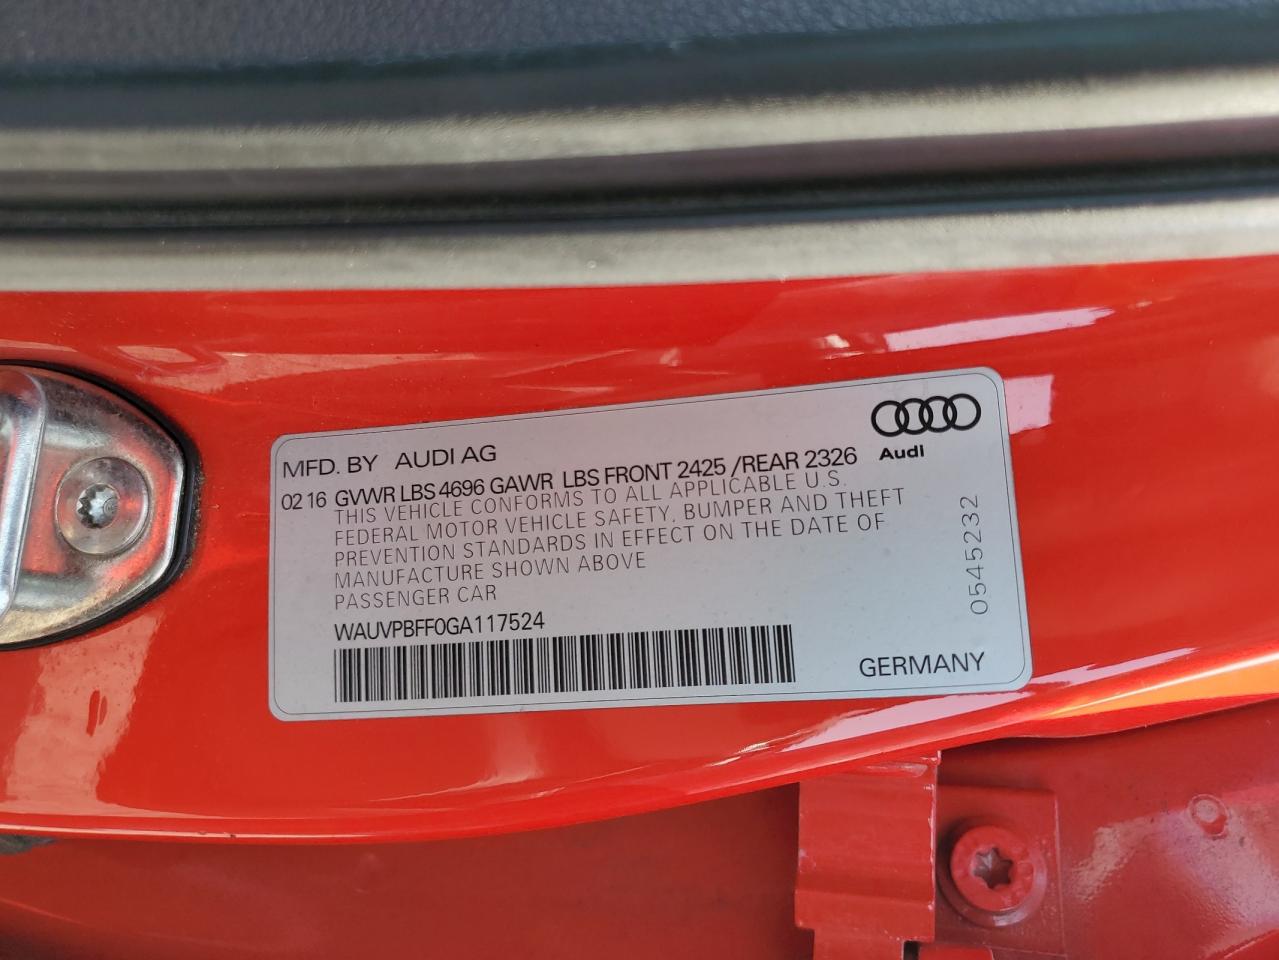 MFD. BY AUDI AG
Audi
02 16 GVWR LBS 4696 GAWR LBS FRONT 2425 /REAR 2326
THIS VEHICLE CONFORMS TO ALL APPLICABLE U.S.
FEDERAL MOTOR VEHICLE SAFETY, BUMPER AND THEFT
PREVENTION STANDARDS IN EFFECT ON THE DATE OF
MANUFACTURE SHOWN ABOVE
PASSENGER CAR
WAUVPBFF0GA117524
0545232
GERMANY